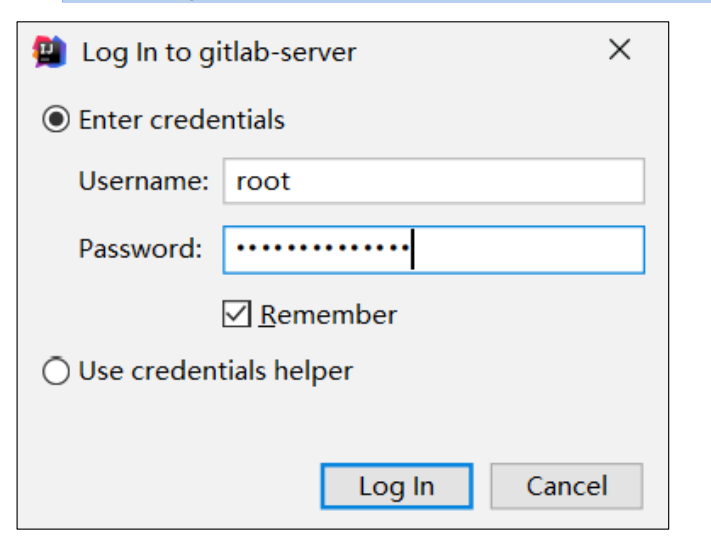 Log In to gitlab-server
Enter credentials
Username: root
Password: ••••••••••••••
Remember
Use credentials helper
Log In Cancel